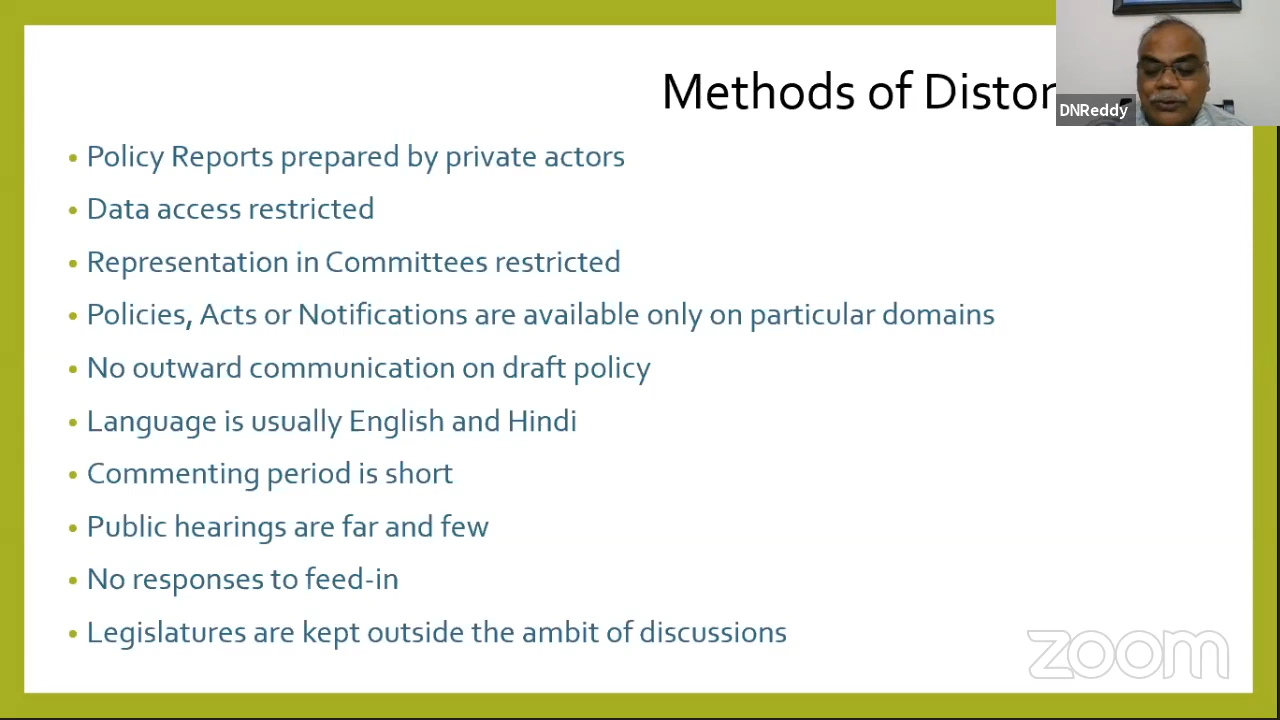 Methods of
DNReddy
• Policy Reports prepared by private actors
• Data access restricted
• Representation in Committees restricted
• Policies, Acts or Notifications are available only on particular domains
• No outward communication on draft policy
• Language is usually English and Hindi
• Commenting period is short
• Public hearings are far and few
• No responses to feed-in
• Legislatures are kept outside the ambit of discussions
zoom